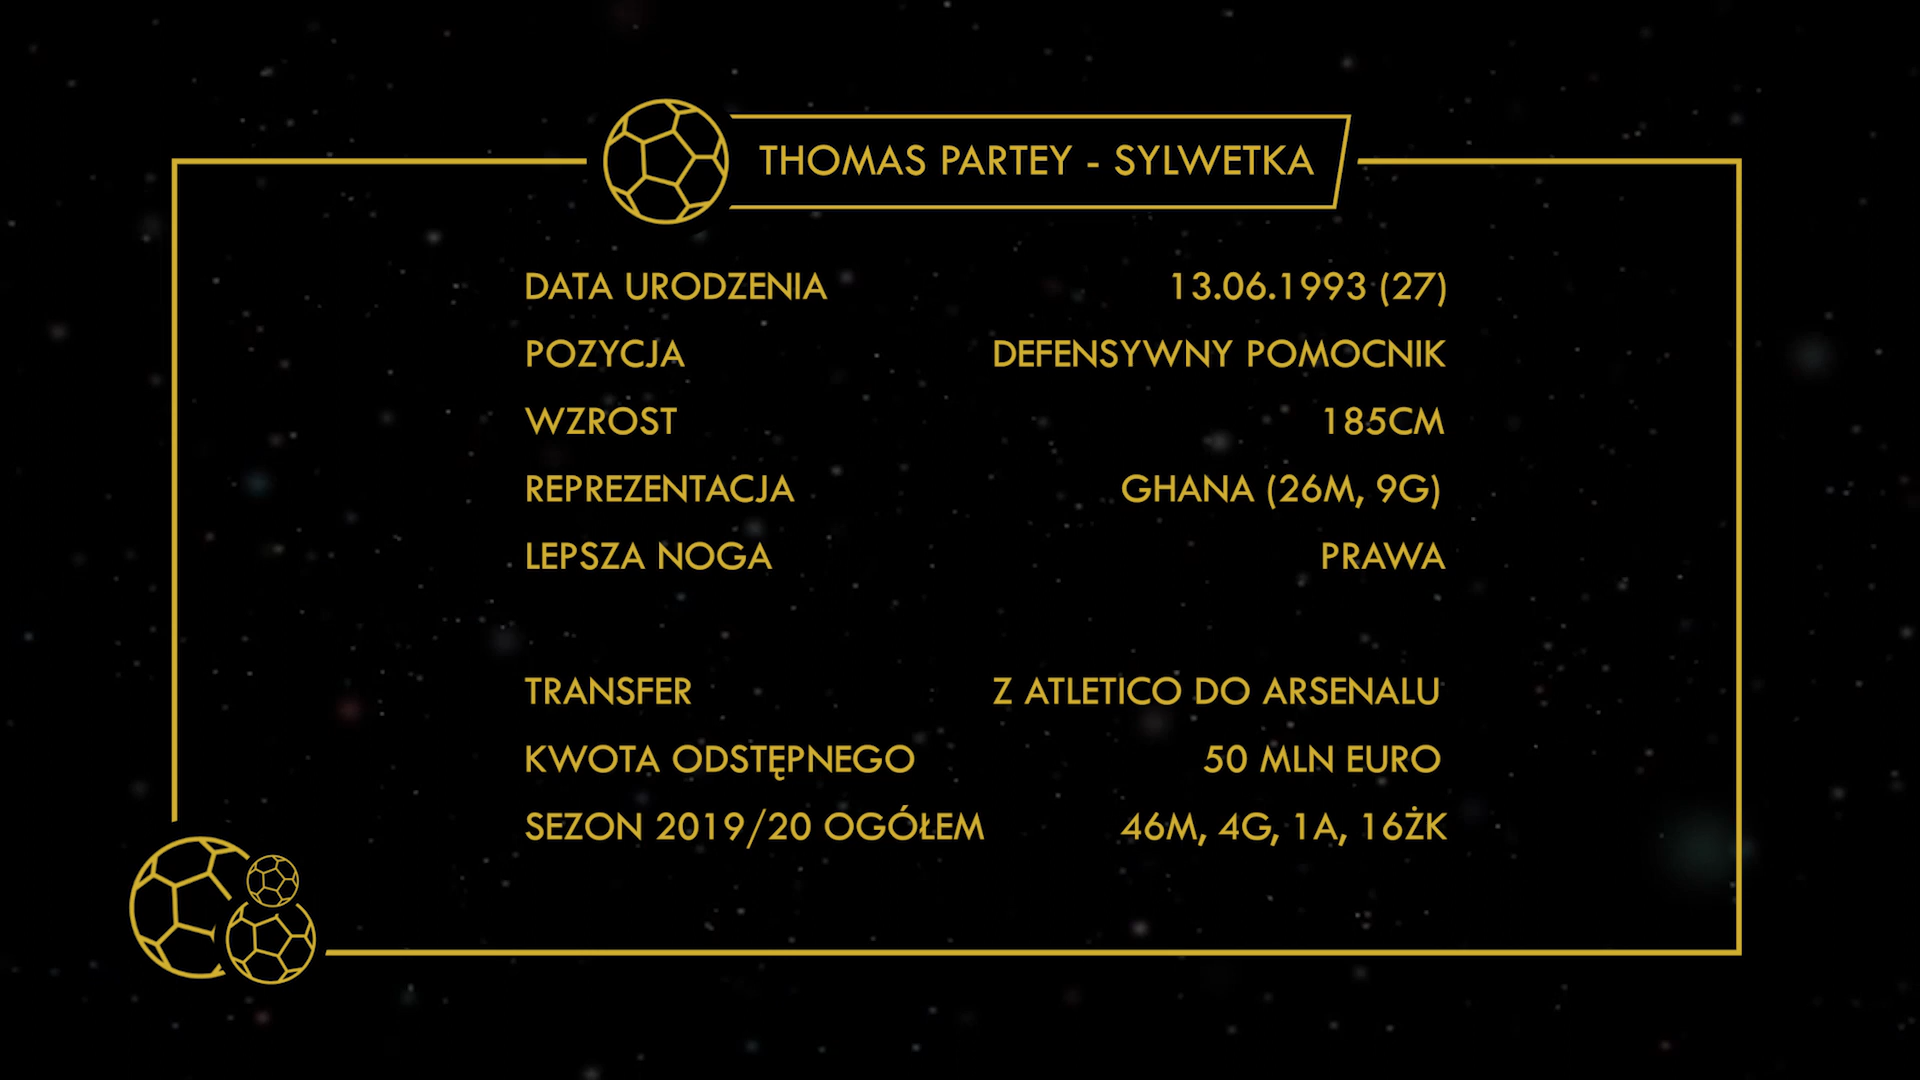 THOMAS PARTEY - SYLWETKA
DATA URODZENIA 13.06.1993 (27)
POZYCJA DEFENSYWNY POMOCNIK
WZROST 185CM
REPREZENTACJA GHANA (26M, 9G)
LEPSZA NOGA PRAWA
TRANSFER Z ATLETICO DO ARSENALU
KWOTA ODSTĘPNEGO 50 MLN EURO
SEZON 2019/20 OGÓŁEM 46M, 4G, 1A, 16ŻK